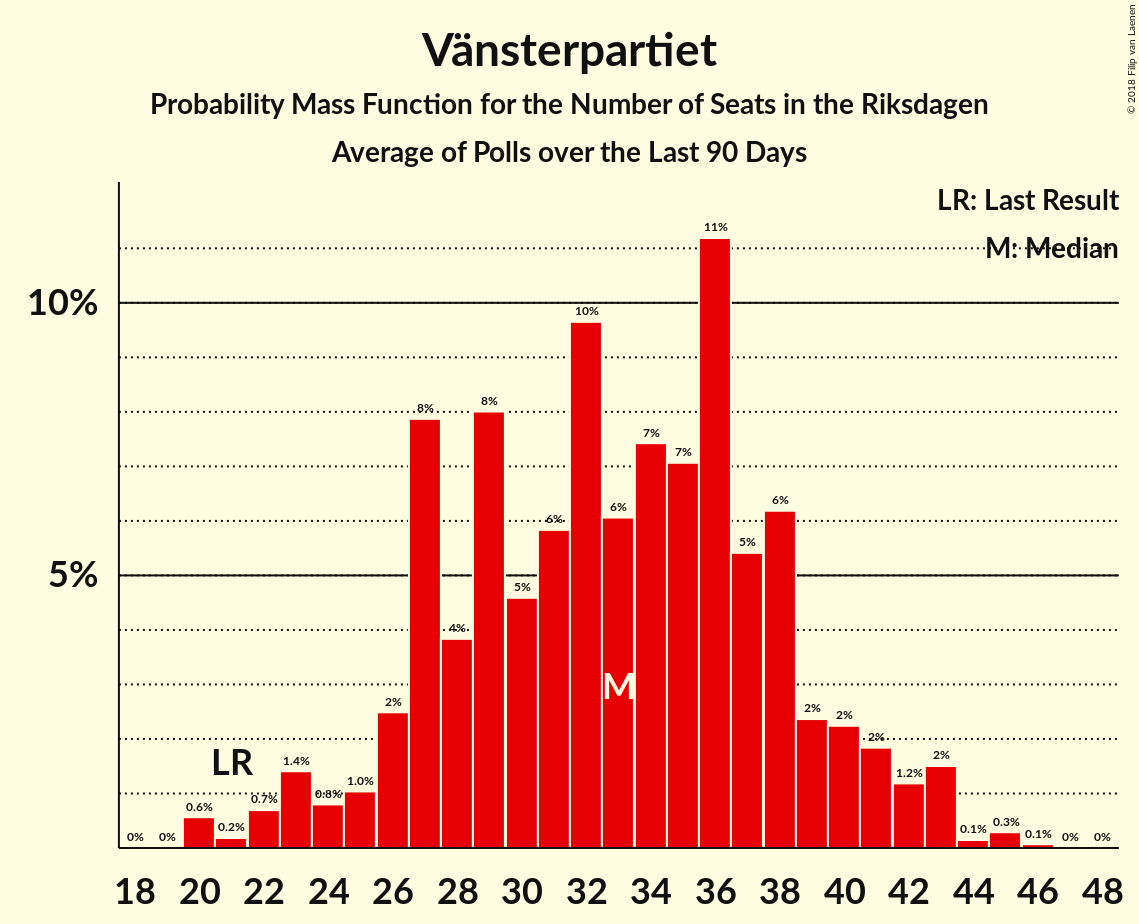 Vänsterpartiet
Probability Mass Function for the Number of Seats in the Riksdagen
Average of Polls over the Last 90 Days
© 2018 Filip van Laenen
LR: Last Result
M: Median
10%
5%
0% 0% 0.6% 0.2% 0.7% 1.4% 0.8% 1.0% 2% 8% 4% 8% 5% 6% 10% 6% 7% 7% 11% 5% 6% 2% 2% 2% 1.2% 2% 0.1% 0.3% 0.1% 0% 0%
LR
M
18 20 22 24 26 28 30 32 34 36 38 40 42 44 46 48